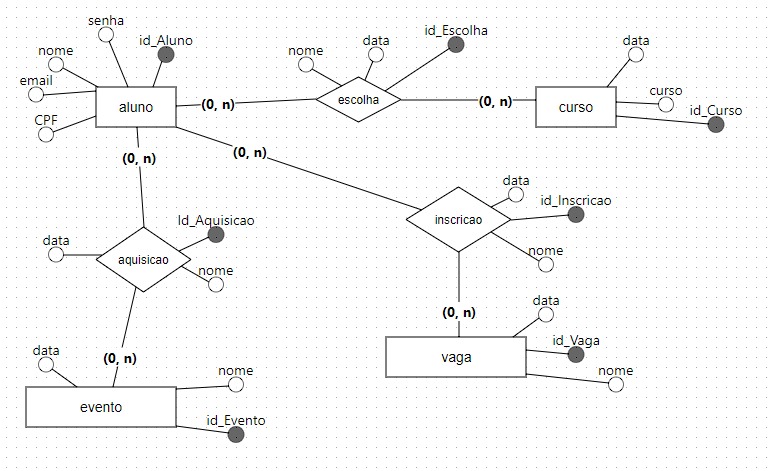 senha
id_Aluno
nome
email
CPF
aluno
(0, n)
nome
data
id_Escolha
escolha
(0, n)
data
curso
id_Curso
curso
(0, n)
(0, n)
data
id_Inscricao
inscricao
nome
Id_Aquisicao
data
aquisicao
nome
(0, n)
data
id_Vaga
vaga
nome
(0, n)
data
nome
evento
id_Evento